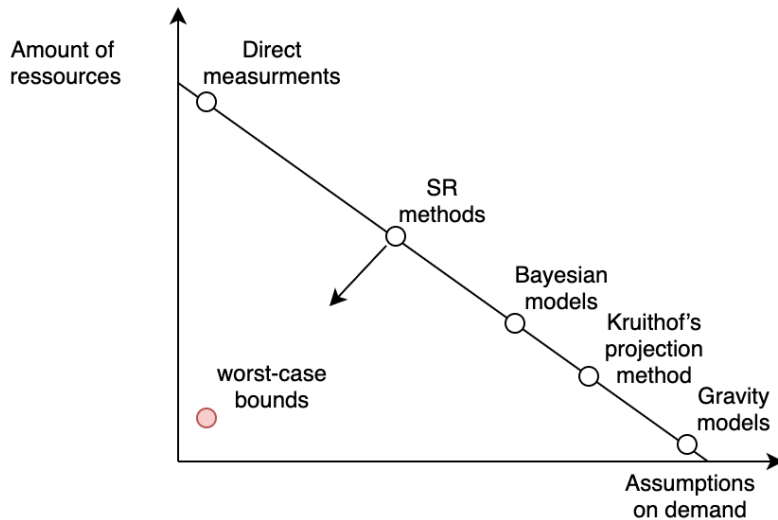 Amount of
ressources
Direct
measurments
SR
methods
Bayesian
models
Kruithof's
projection
method
Gravity
models
worst-case
bounds
Assumptions
on demand